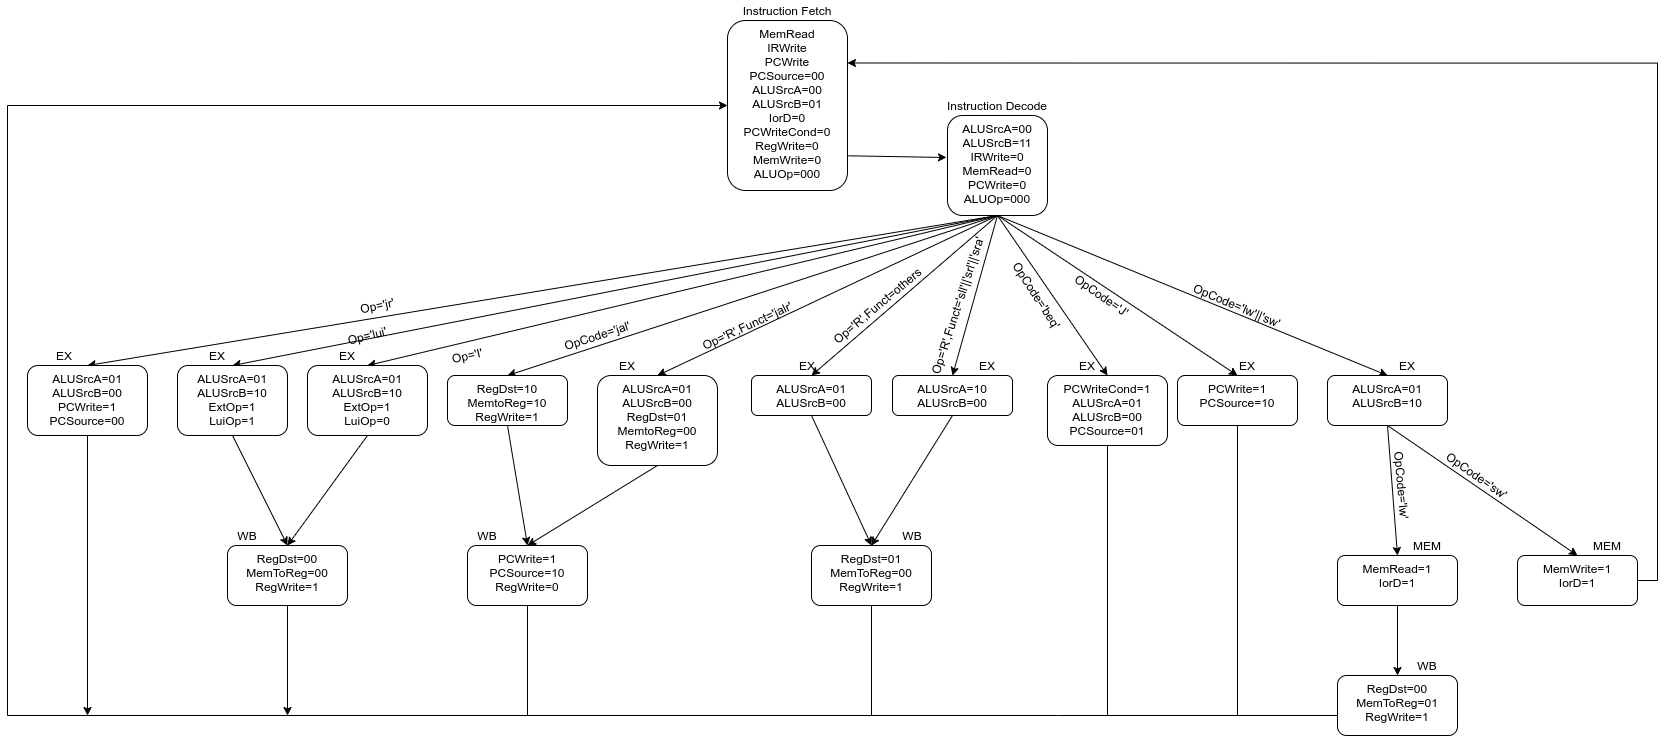 Instruction Fetch
MemRead
IRWrite
PCWrite
PCSource=00
ALUSrcA=00
ALUSrcB=01
IorD=0
PCWriteCond=0
RegWrite=0
MemWrite=0
ALUOp=000
Instruction Decode
ALUSrcA=00
ALUSrcB=11
IRWrite=0
MemRead=0
PCWrite=0
ALUOp=000
Op='jr'
Op='lui'
Op='I'
OpCode='jal'
Op='R',Funct='jalr'
Op='R',Funct=others
Op='R',Funct='sll'||'srl'||'sra'
OpCode='beq'
OpCode='J'
OpCode='lw'||'sw'
EX
ALUSrcA=01
ALUSrcB=00
PCWrite=1
PCSource=00
EX
ALUSrcA=01
ALUSrcB=10
ExtOp=1
LuiOp=1
EX
ALUSrcA=01
ALUSrcB=10
ExtOp=1
LuiOp=0
RegDst=10
MemtoReg=10
RegWrite=1
EX
ALUSrcA=01
ALUSrcB=00
RegDst=01
MemtoReg=00
RegWrite=1
EX
ALUSrcA=01
ALUSrcB=00
EX
ALUSrcA=10
ALUSrcB=00
EX
PCWriteCond=1
ALUSrcA=01
ALUSrcB=00
PCSource=01
EX
PCWrite=1
PCSource=10
EX
ALUSrcA=01
ALUSrcB=10
OpCode='lw'
OpCode='sw'
WB
RegDst=00
MemToReg=00
RegWrite=1
WB
PCWrite=1
PCSource=10
RegWrite=0
WB
RegDst=01
MemToReg=00
RegWrite=1
MEM
MemRead=1
IorD=1
MEM
MemWrite=1
IorD=1
WB
RegDst=00
MemToReg=01
RegWrite=1